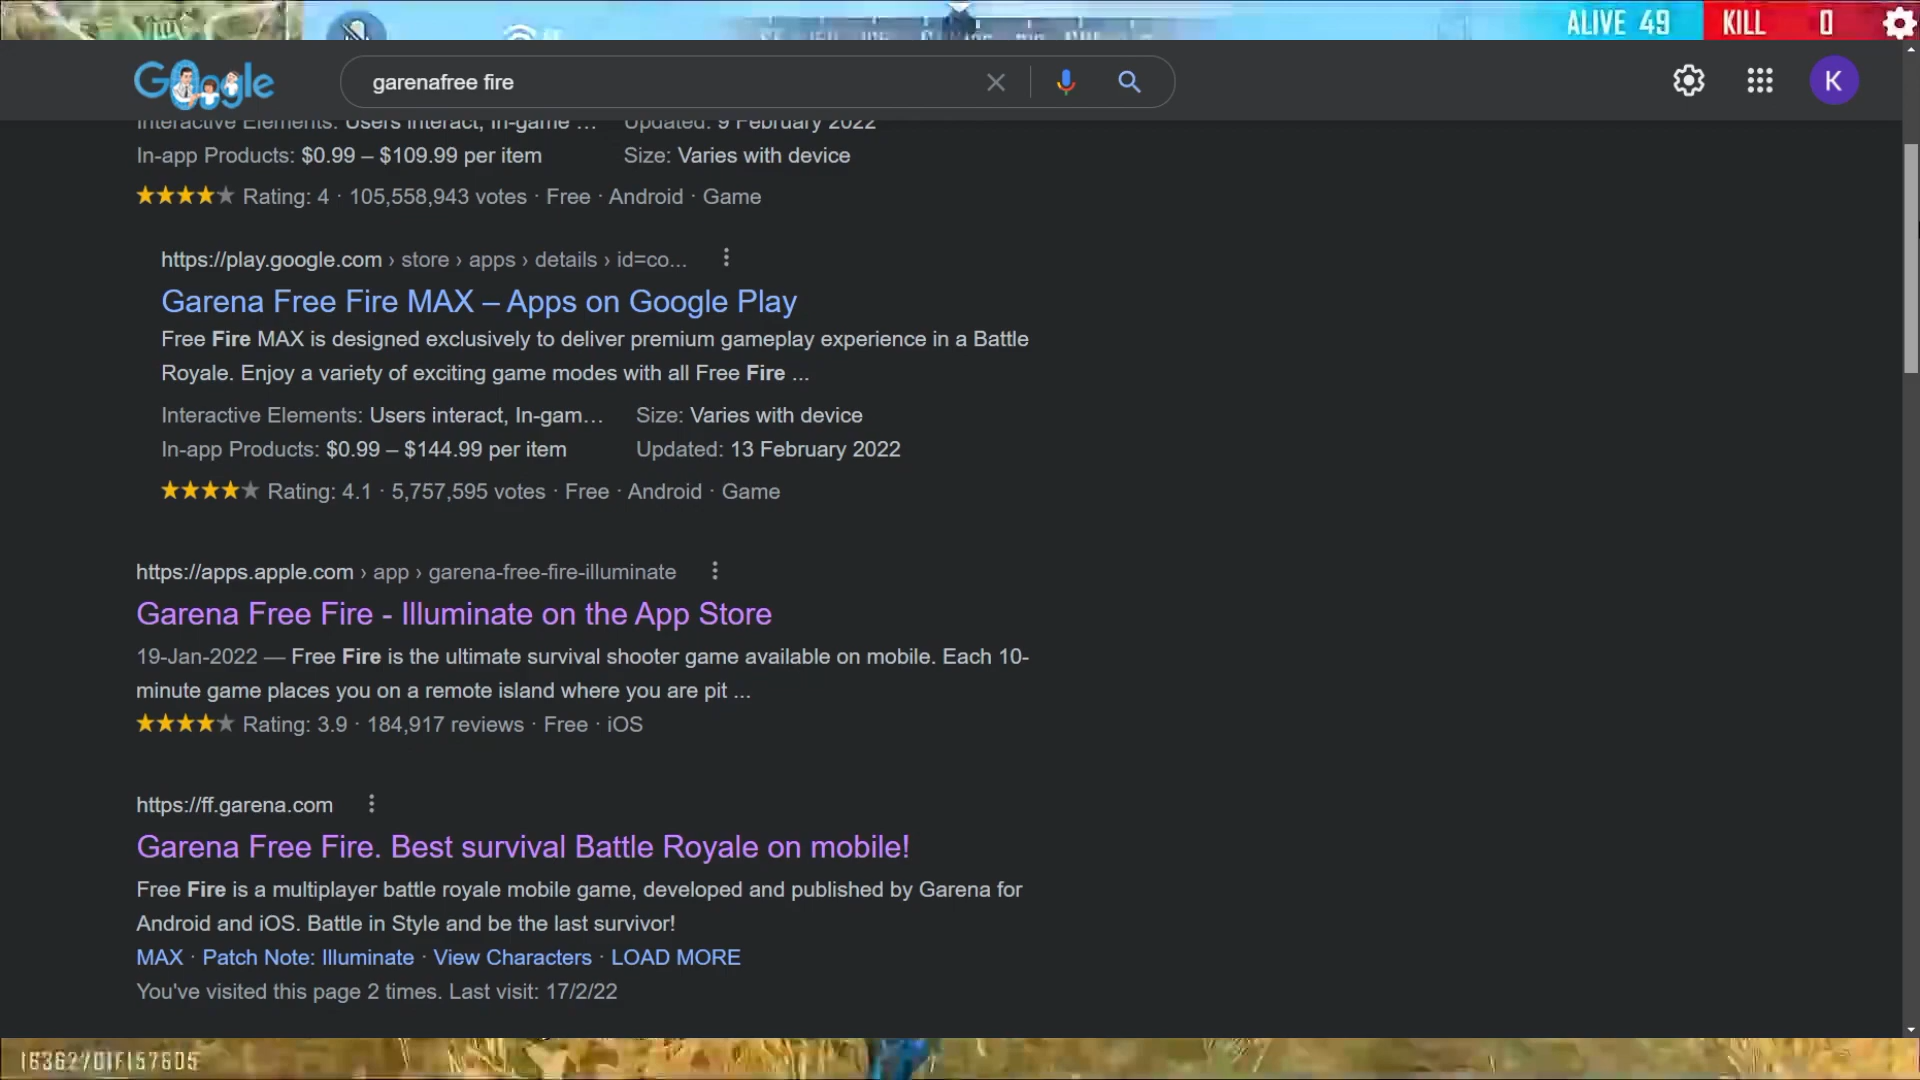 ALIVE 49 KILL 0
Google
garenafree fire
K
Interactive Elements: Users interact, In-game ... Updated: 9 February 2022
In-app Products: $0.99 – $109.99 per item Size: Varies with device
Rating: 4 · 105,558,943 votes · Free · Android · Game
https://play.google.com › store › apps › details › id=co...
Garena Free Fire MAX – Apps on Google Play
Free Fire MAX is designed exclusively to deliver premium gameplay experience in a Battle
Royale. Enjoy a variety of exciting game modes with all Free Fire ...
Interactive Elements: Users interact, In-gam... Size: Varies with device
In-app Products: $0.99 – $144.99 per item Updated: 13 February 2022
Rating: 4.1 · 5,757,595 votes · Free · Android · Game
https://apps.apple.com › app › garena-free-fire-illuminate
Garena Free Fire - Illuminate on the App Store
19-Jan-2022 — Free Fire is the ultimate survival shooter game available on mobile. Each 10-
minute game places you on a remote island where you are pit ...
Rating: 3.9 · 184,917 reviews · Free · iOS
https://ff.garena.com
Garena Free Fire. Best survival Battle Royale on mobile!
Free Fire is a multiplayer battle royale mobile game, developed and published by Garena for
Android and iOS. Battle in Style and be the last survivor!
MAX · Patch Note: Illuminate · View Characters · LOAD MORE
You've visited this page 2 times. Last visit: 17/2/22